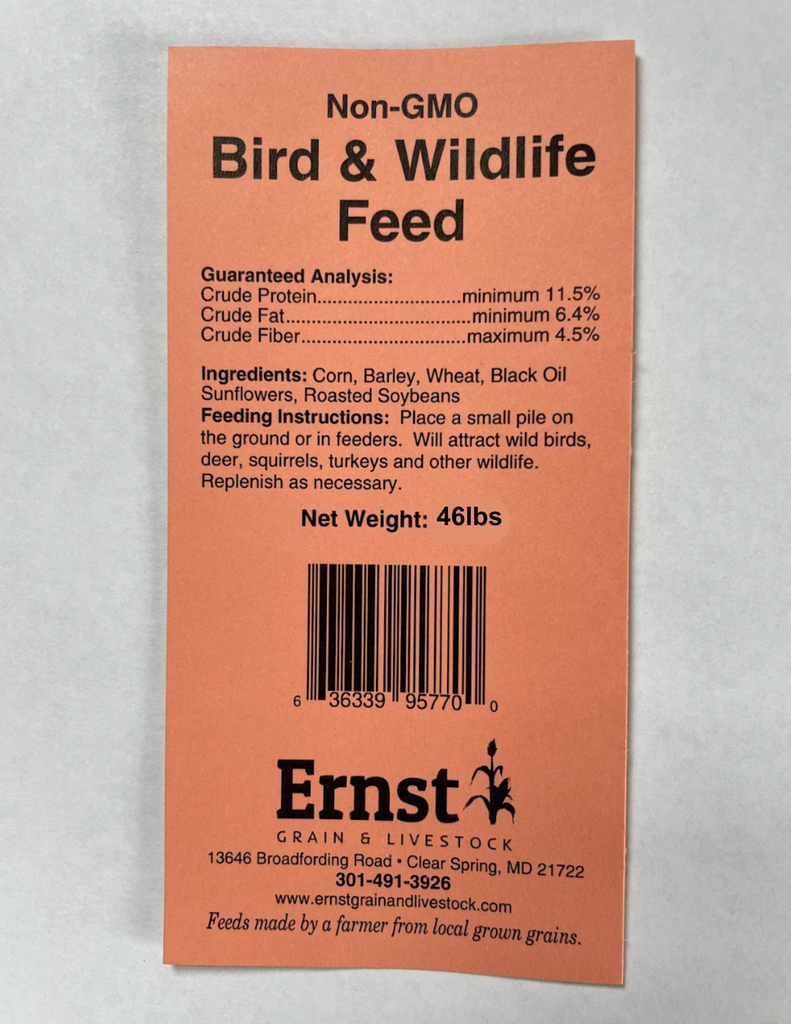 Non-GMO
Bird & Wildlife
Feed
Guaranteed Analysis:
Crude Protein............................minimum 11.5%
Crude Fat...................................minimum 6.4%
Crude Fiber................................maximum 4.5%
Ingredients: Corn, Barley, Wheat, Black Oil
Sunflowers, Roasted Soybeans
Feeding Instructions: Place a small pile on
the ground or in feeders. Will attract wild birds,
deer, squirrels, turkeys and other wildlife.
Replenish as necessary.
Net Weight: 46lbs
6 36339 95770 0
Ernst
GRAIN & LIVESTOCK
13646 Broadfording Road • Clear Spring, MD 21722
301-491-3926
www.ernstgrainandlivestock.com
Feeds made by a farmer from local grown grains.